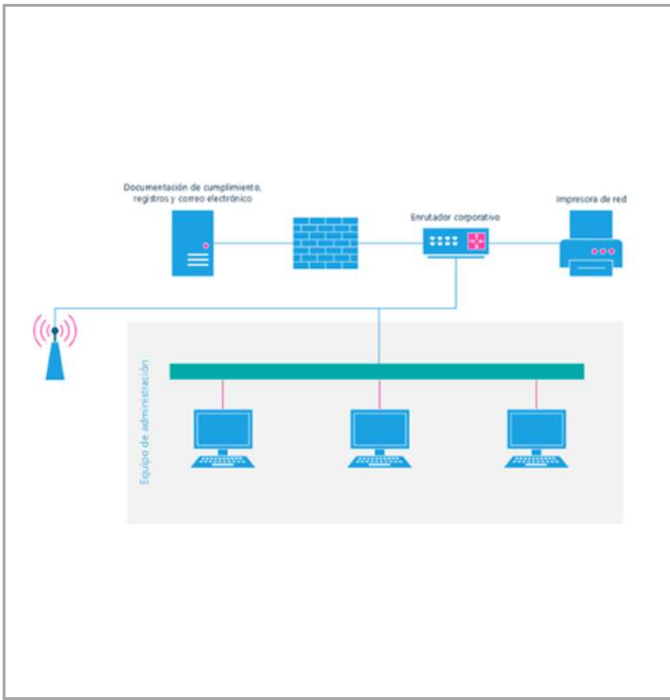 Documentación de cumplimiento,
registros y correo electrónico
Enrutador corporativo
Impresora de red
Equipo de administración